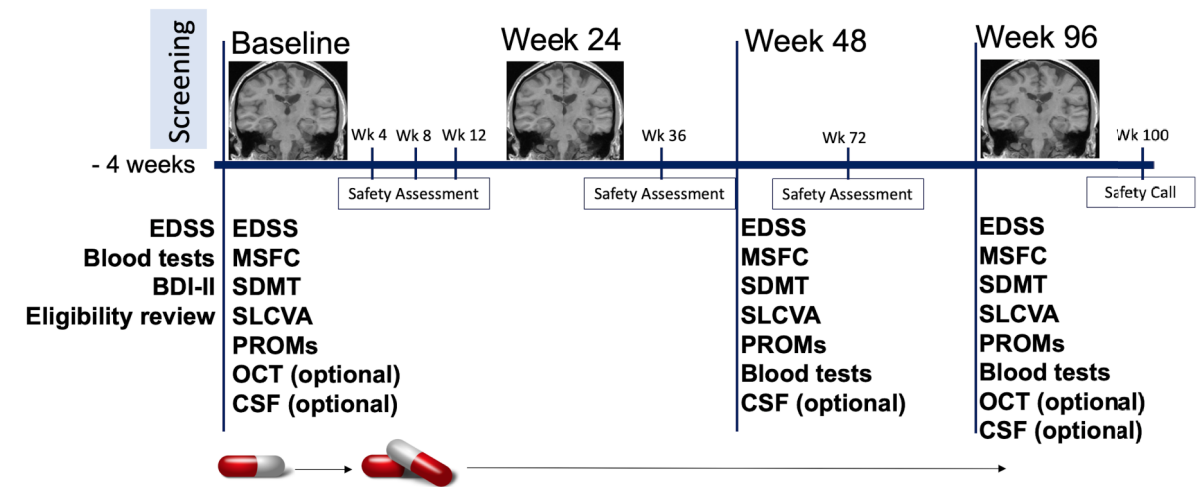 Screening
Baseline
Week 24
Week 48
Week 96
Wk 4
Wk 8
Wk 12
Wk 36
Wk 72
Wk 100
- 4 weeks
Safety Assessment
Safety Assessment
Safety Assessment
Safety Call
EDSS
Blood tests
BDI-II
Eligibility review
EDSS
MSFC
SDMT
SLCVA
PROMs
OCT (optional)
CSF (optional)
EDSS
MSFC
SDMT
SLCVA
PROMs
Blood tests
CSF (optional)
EDSS
MSFC
SDMT
SLCVA
PROMs
Blood tests
OCT (optional)
CSF (optional)